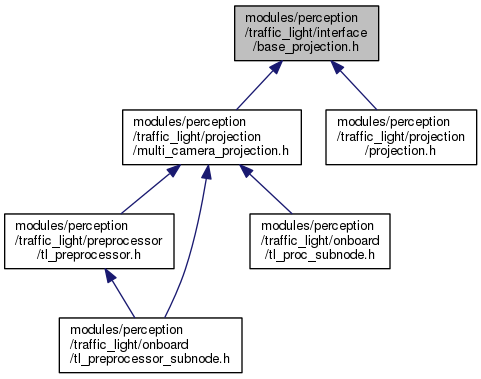 modules/perception
/traffic_light/interface
/base_projection.h
modules/perception
/traffic_light/projection
/multi_camera_projection.h
modules/perception
/traffic_light/projection
/projection.h
modules/perception
/traffic_light/preprocessor
/tl_preprocessor.h
modules/perception
/traffic_light/onboard
/tl_proc_subnode.h
modules/perception
/traffic_light/onboard
/tl_preprocessor_subnode.h